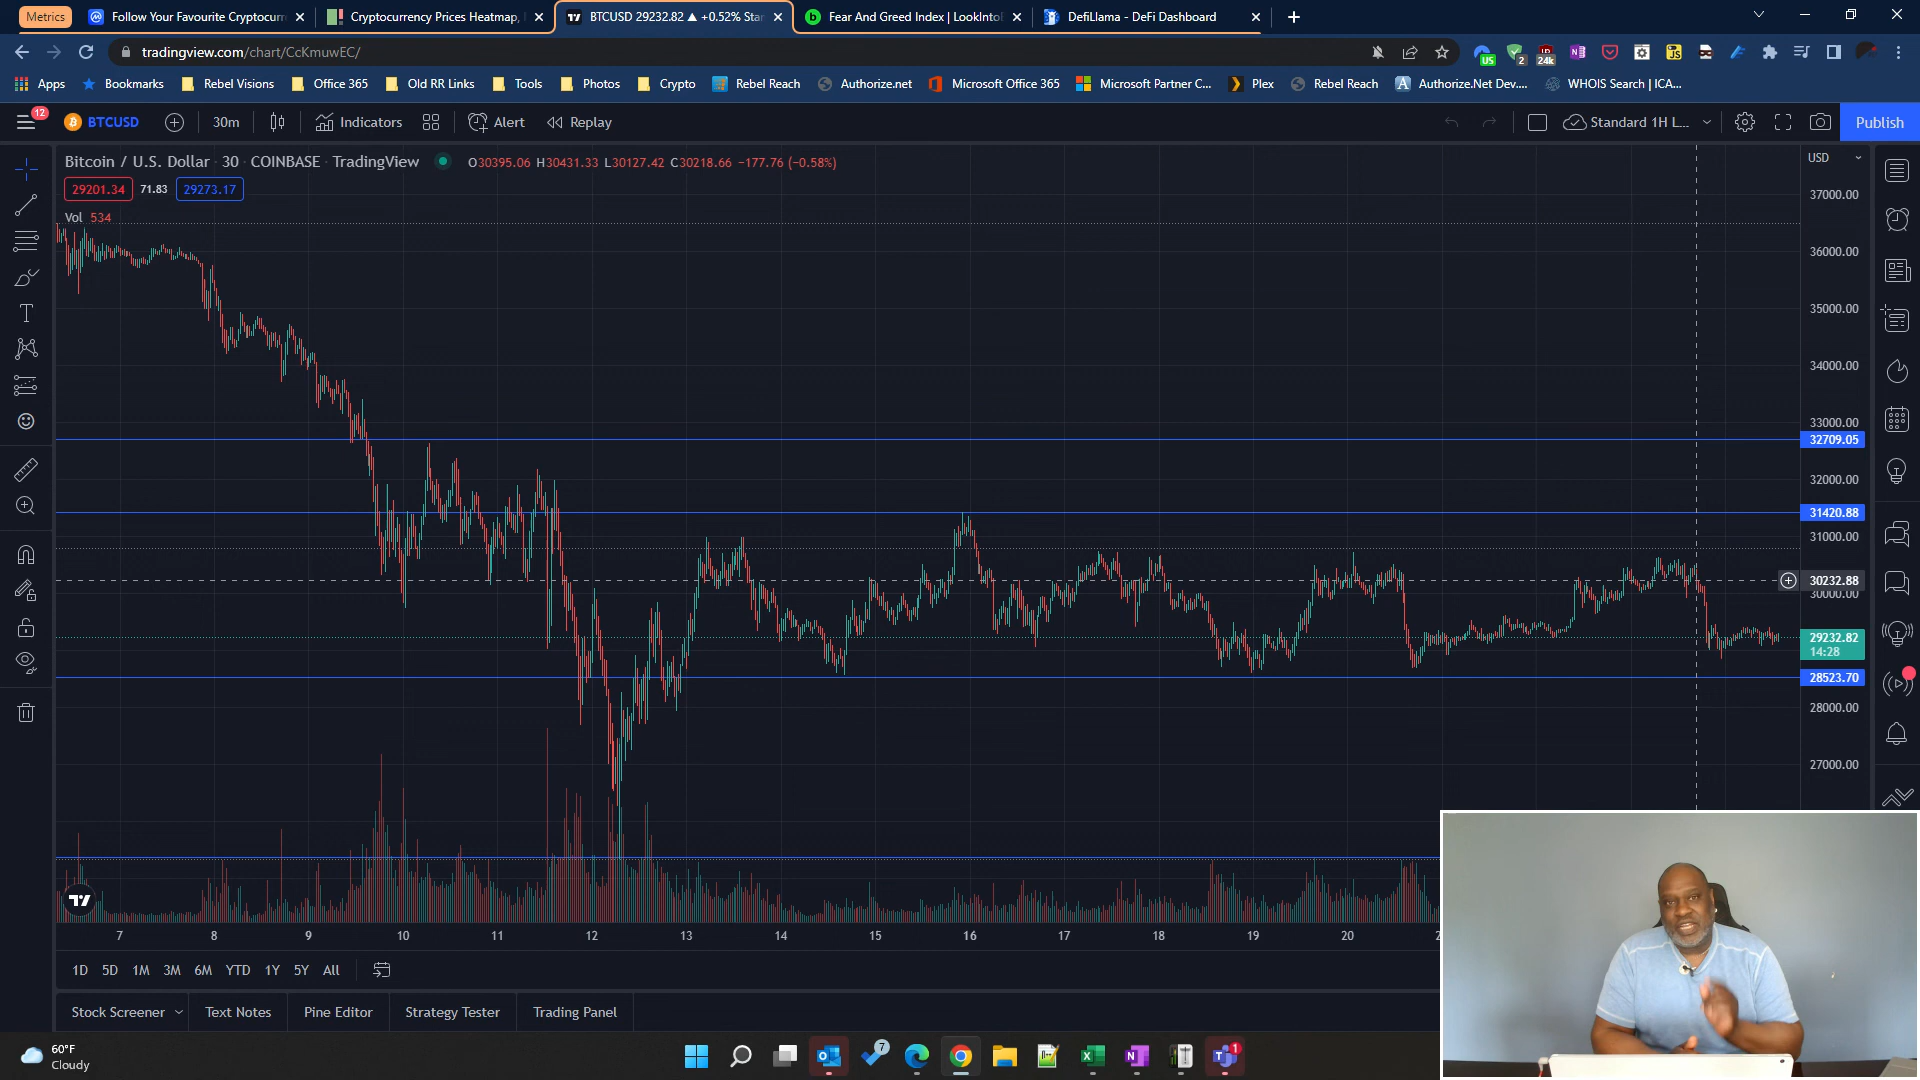 Metrics
Follow Your Favourite Cryptocurr
Cryptocurrency Prices Heatmap,
BTCUSD 29232.82 ▲ +0.52% Star
Fear And Greed Index | LookIntoB
DefiLlama - DeFi Dashboard
tradingview.com/chart/CcKmuwEC/
US
2
24k
JS
Apps
Bookmarks
Rebel Visions
Office 365
Old RR Links
Tools
Photos
Crypto
Rebel Reach
Authorize.net
Microsoft Office 365
Microsoft Partner C...
Plex
Rebel Reach
Authorize.Net Dev....
WHOIS Search | ICA...
12
BTCUSD
30m
Indicators
Alert
Replay
Standard 1H L...
Publish
Bitcoin / U.S. Dollar · 30 · COINBASE · TradingView
O30395.06 H30431.33 L30127.42 C30218.66 −177.76 (−0.58%)
USD
29201.34
71.83
29273.17
Vol 534
37000.00
36000.00
35000.00
34000.00
33000.00
32709.05
32000.00
31420.88
31000.00
30232.88
30000.00
29232.82
14:28
28523.70
28000.00
27000.00
7
8
9
10
11
12
13
14
15
16
17
18
19
20
1D
5D
1M
3M
6M
YTD
1Y
5Y
All
Stock Screener
Text Notes
Pine Editor
Strategy Tester
Trading Panel
60°F
Cloudy
7
1